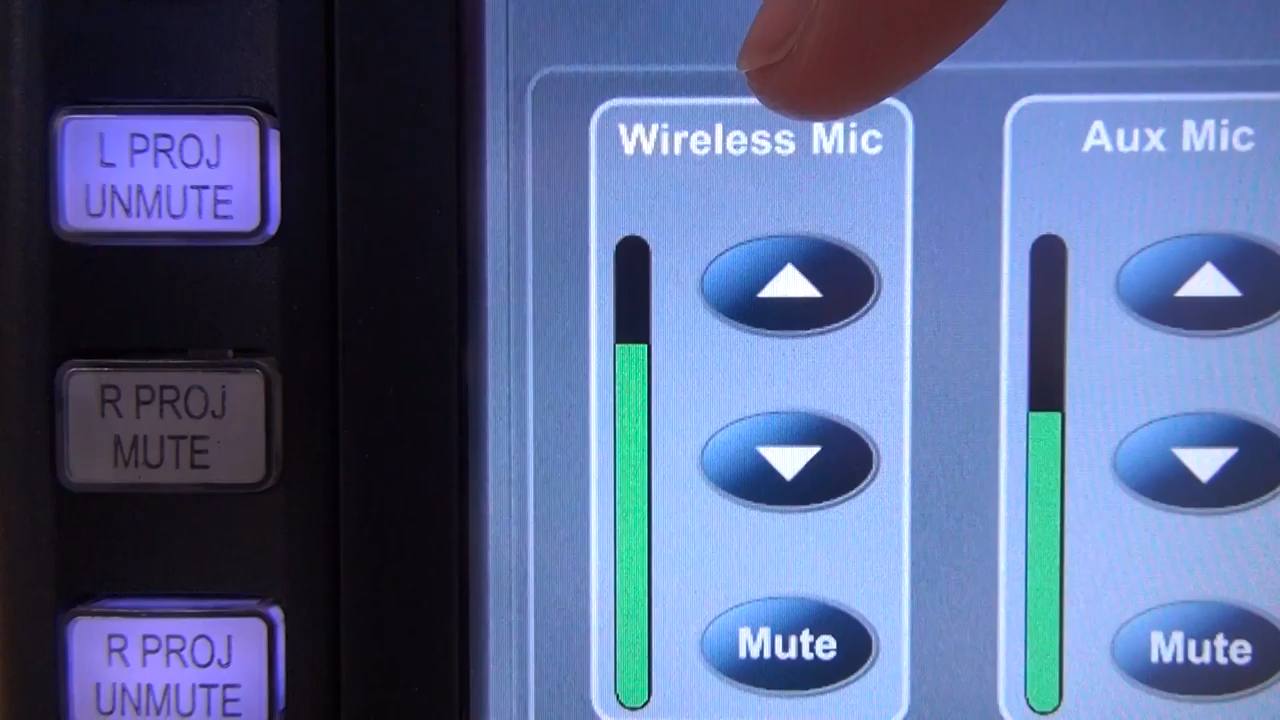 L PROJ
UNMUTE
R PROJ
MUTE
R PROJ
UNMUTE
Wireless Mic
Mute
Aux Mic
Mute